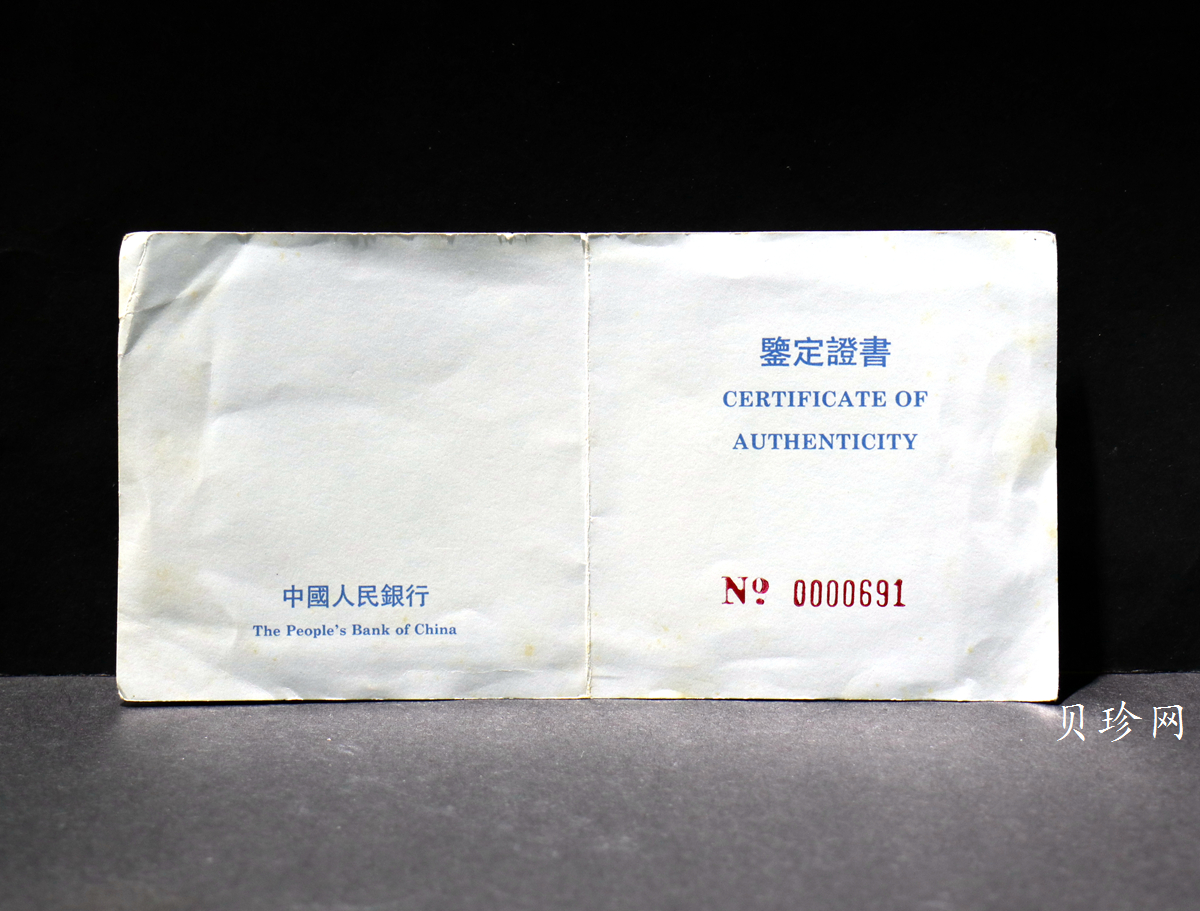 中國人民銀行
The People's Bank of China
鑒定證書
CERTIFICATE OF
AUTHENTICITY
Nº 0000691
贝珍网